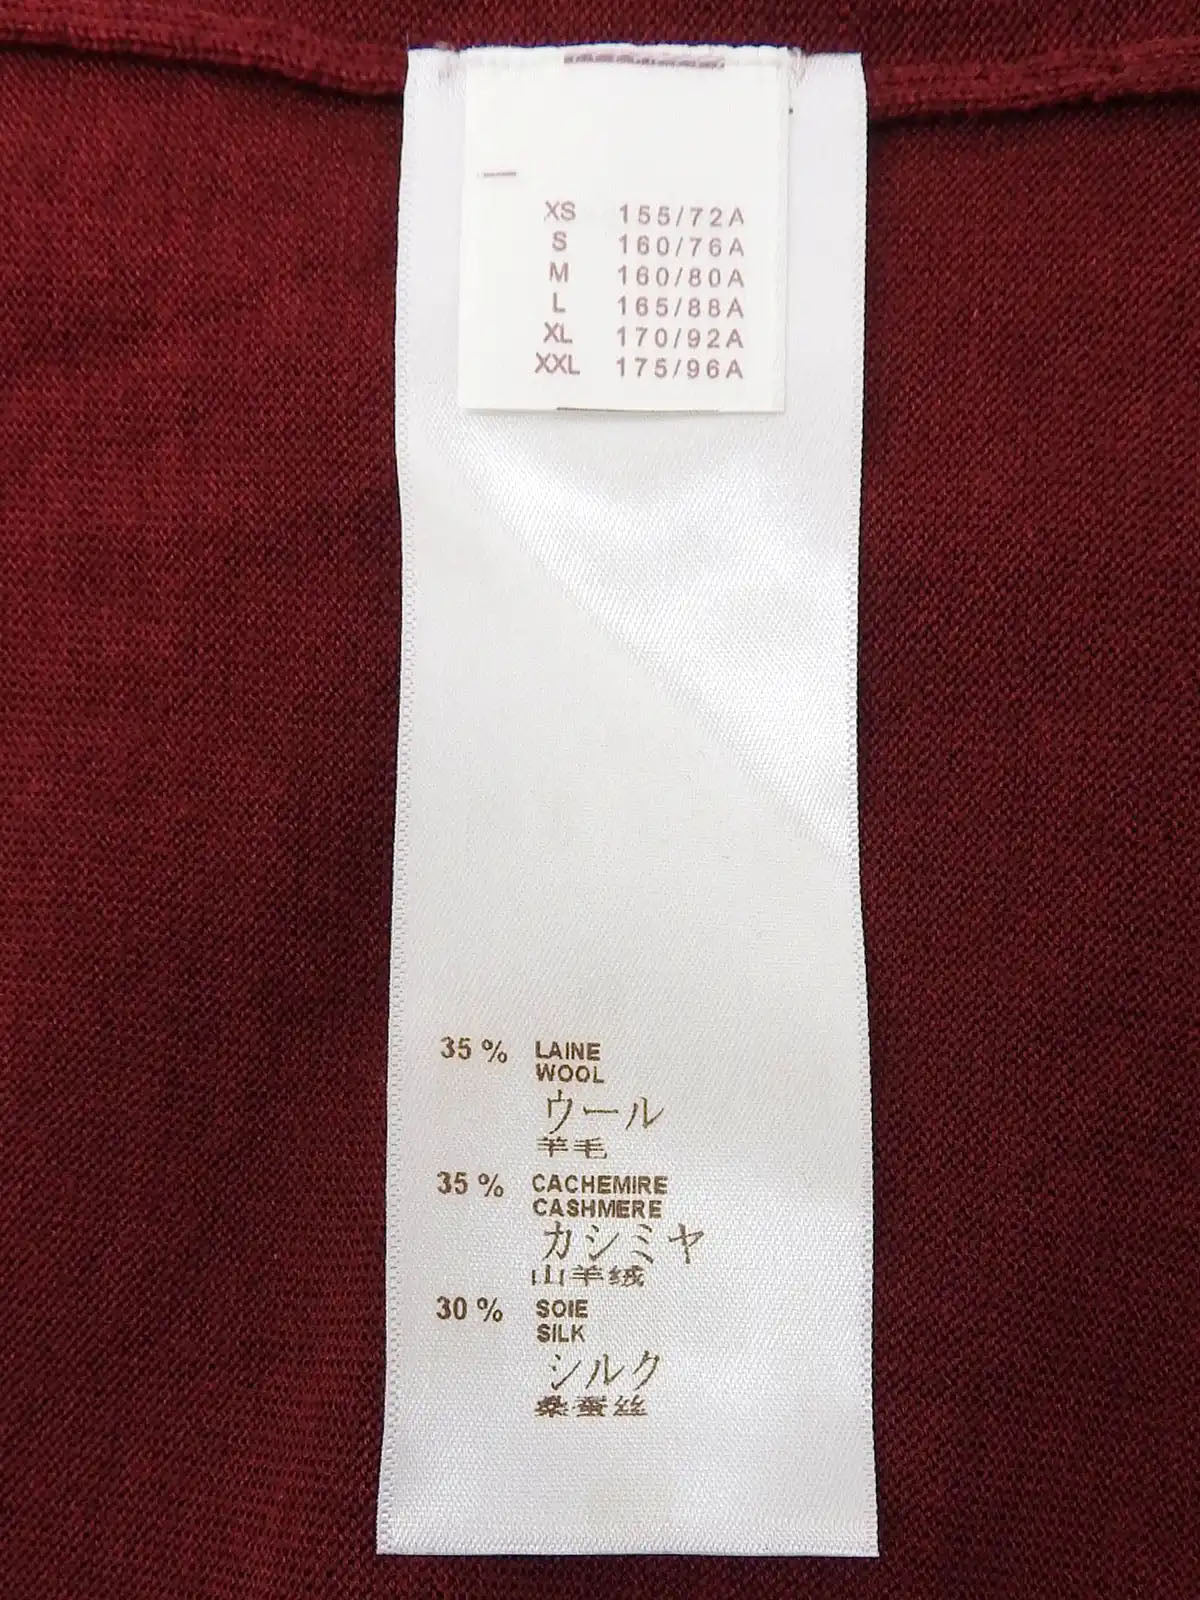 XS 155/72A
S 160/76A
M 160/80A
L 165/88A
XL 170/92A
XXL 175/96A
35 % LAINE
WOOL
ウール
羊毛
35 % CACHEMIRE
CASHMERE
カシミヤ
山羊绒
30 % SOIE
SILK
シルク
桑蚕丝